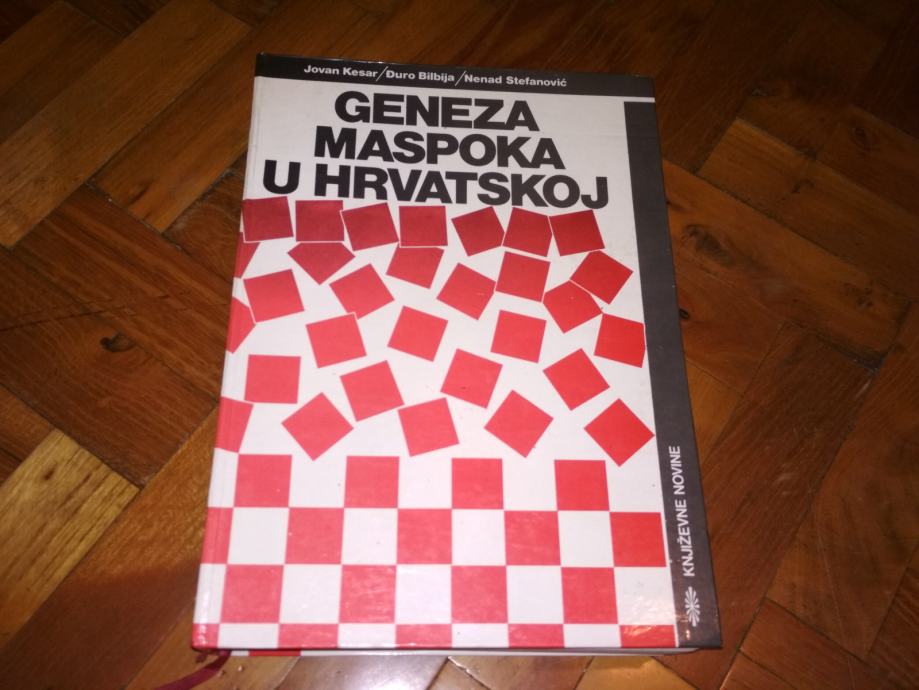 Jovan Kesar/Đuro Bilbija/Nenad Stefanović
GENEZA
MASPOKA
U HRVATSKOJ
KNJIŽEVNE NOVINE